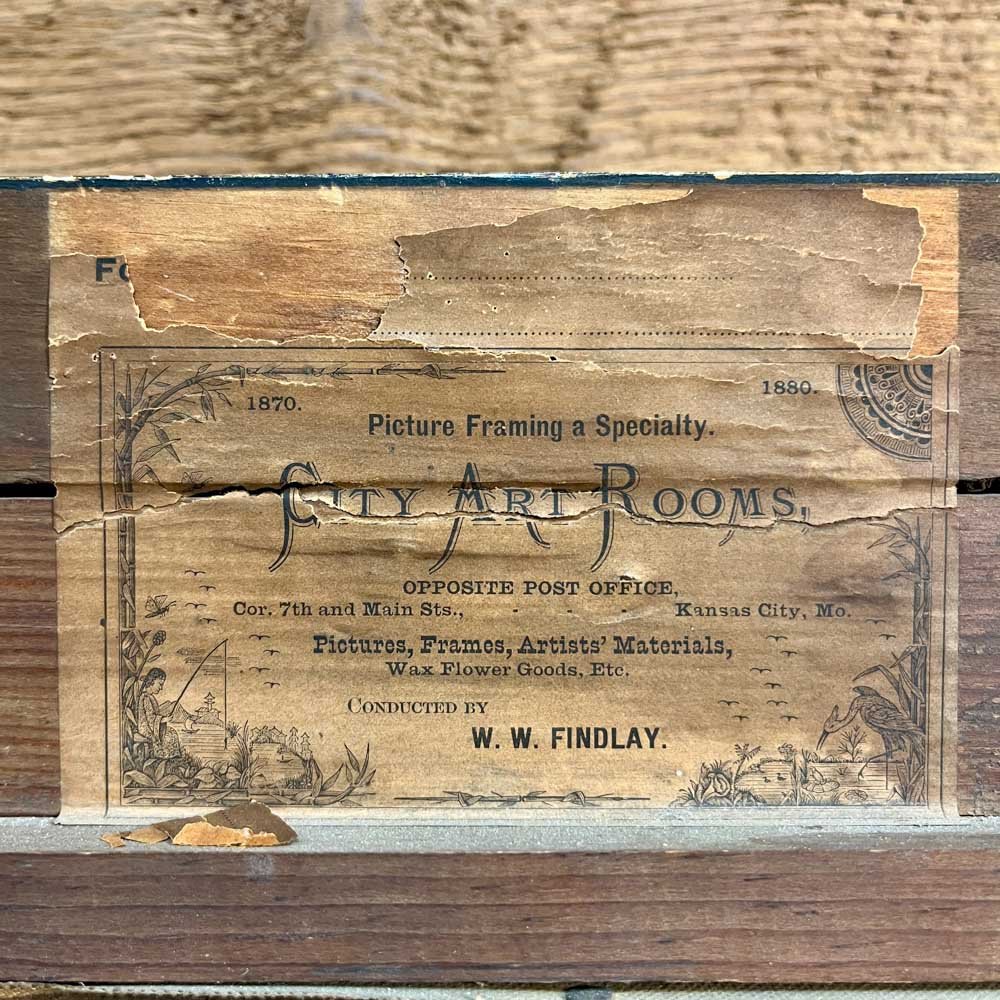 1870. 1880.
Picture Framing a Specialty.
City Art Rooms,
OPPOSITE POST OFFICE,
Cor. 7th and Main Sts., - - - Kansas City, Mo.
Pictures, Frames, Artists' Materials,
Wax Flower Goods, Etc.
Conducted by
W. W. FINDLAY.